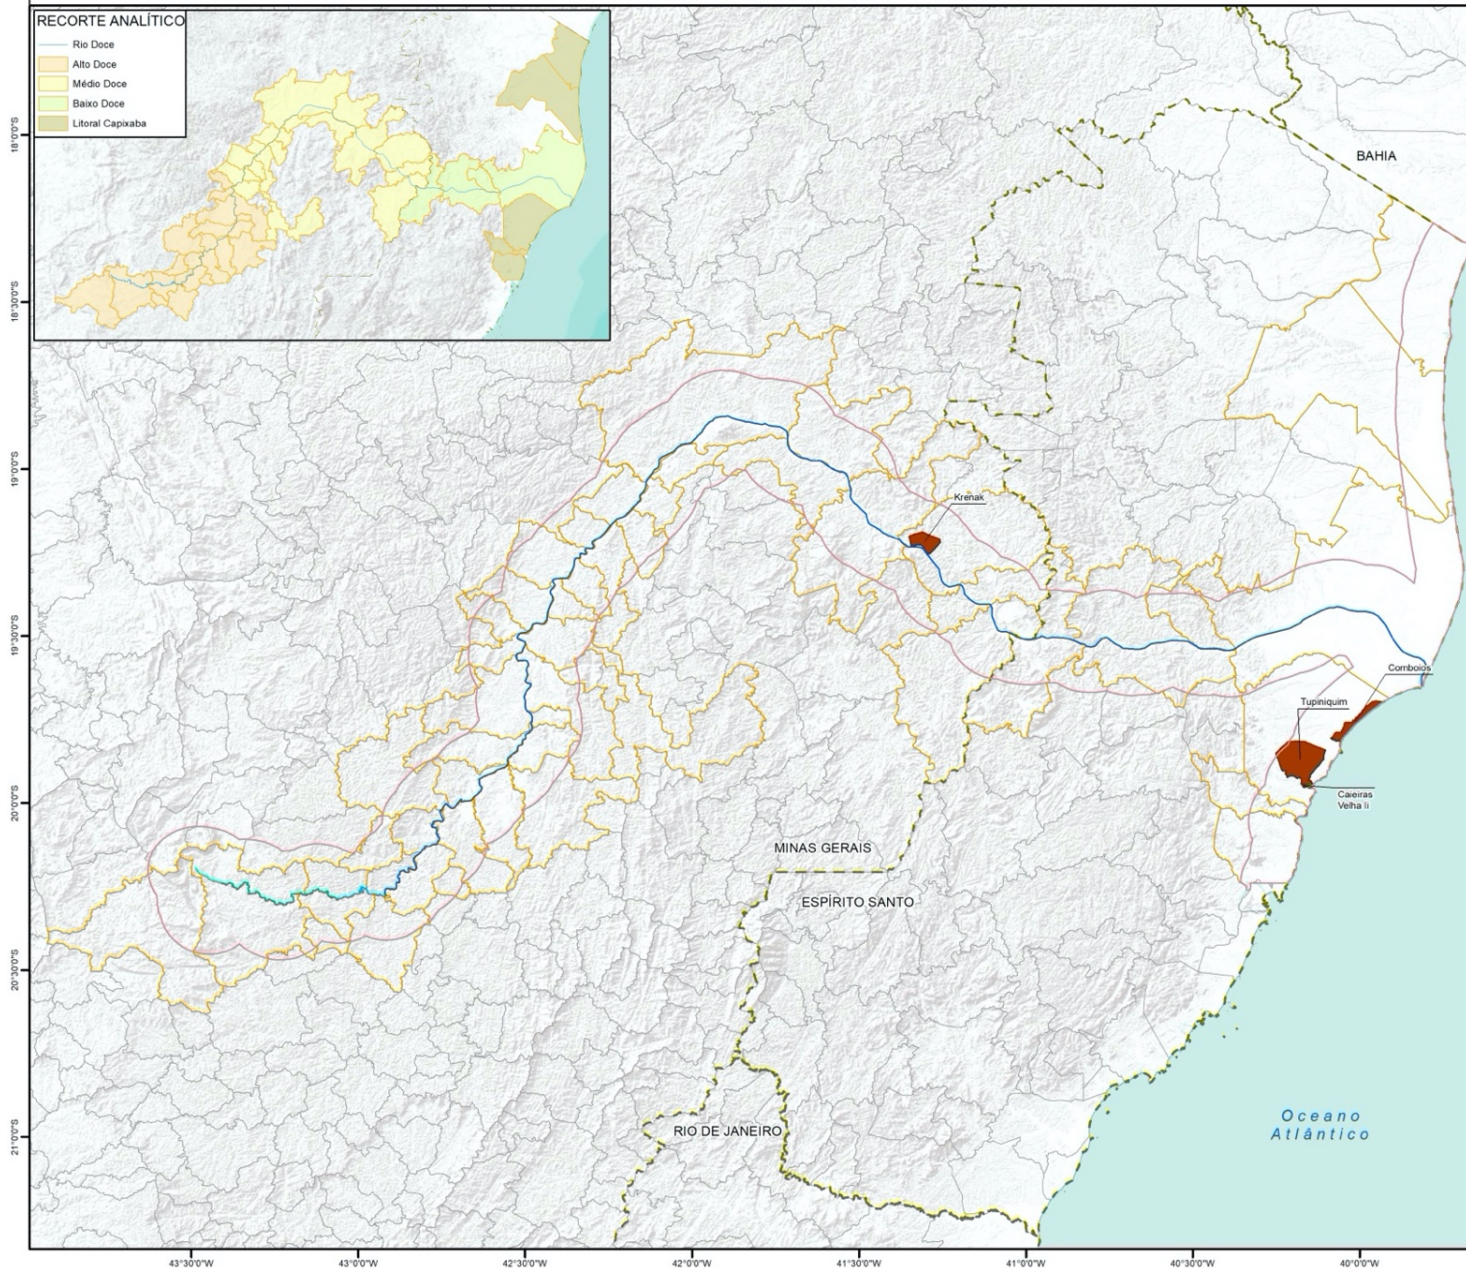 RECORTE ANALÍTICO
Rio Doce
Alto Doce
Médio Doce
Baixo Doce
Litoral Capixaba
BAHIA
Krenak
Comboios
Tupiniquim
Caieiras
Velha Ii
MINAS GERAIS
ESPÍRITO SANTO
RIO DE JANEIRO
Oceano
Atlântico
18°0'0"S
18°30'0"S
19°0'0"S
19°30'0"S
20°0'0"S
20°30'0"S
21°0'0"S
43°30'0"W
43°0'0"W
42°30'0"W
42°0'0"W
41°30'0"W
41°0'0"W
40°30'0"W
40°0'0"W